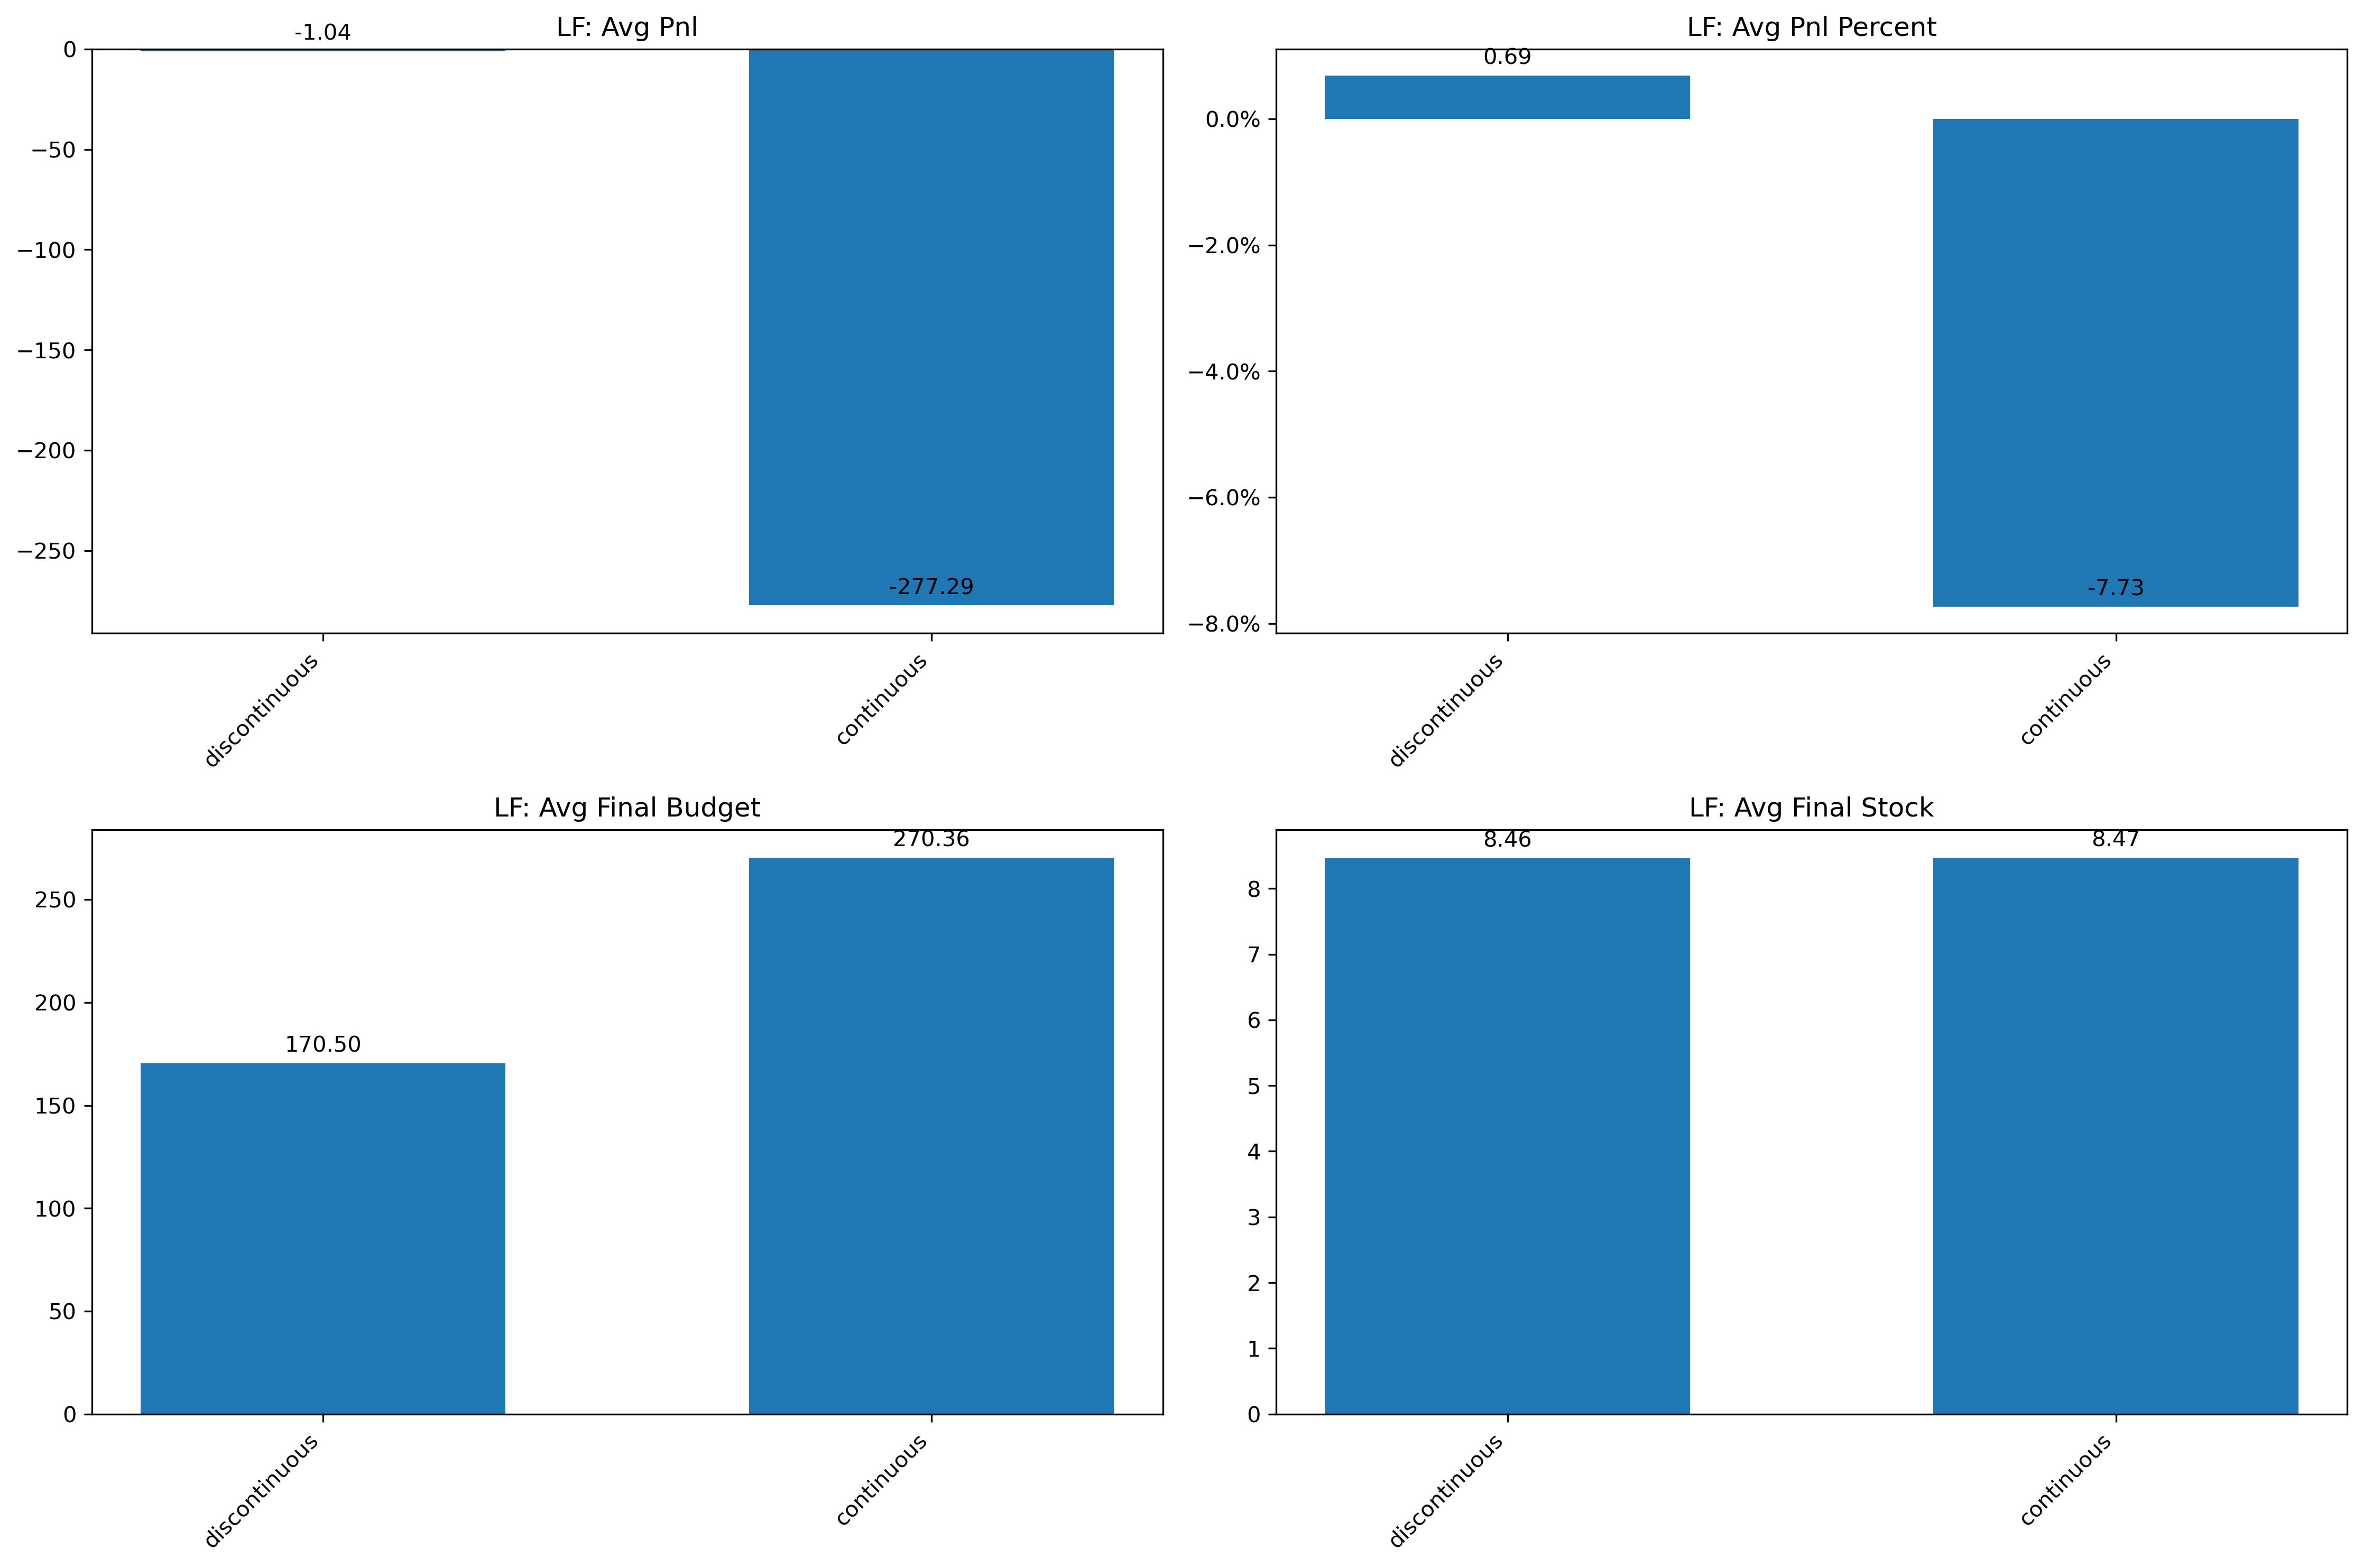 LF: Avg Pnl
-1.04
0
−50
−100
−150
−200
−250
-277.29
discontinuous
continuous
LF: Avg Pnl Percent
0.69
0.0%
−2.0%
−4.0%
−6.0%
−8.0%
-7.73
discontinuous
continuous
LF: Avg Final Budget
270.36
250
200
170.50
150
100
50
0
discontinuous
continuous
LF: Avg Final Stock
8.46
8.47
8
7
6
5
4
3
2
1
0
discontinuous
continuous